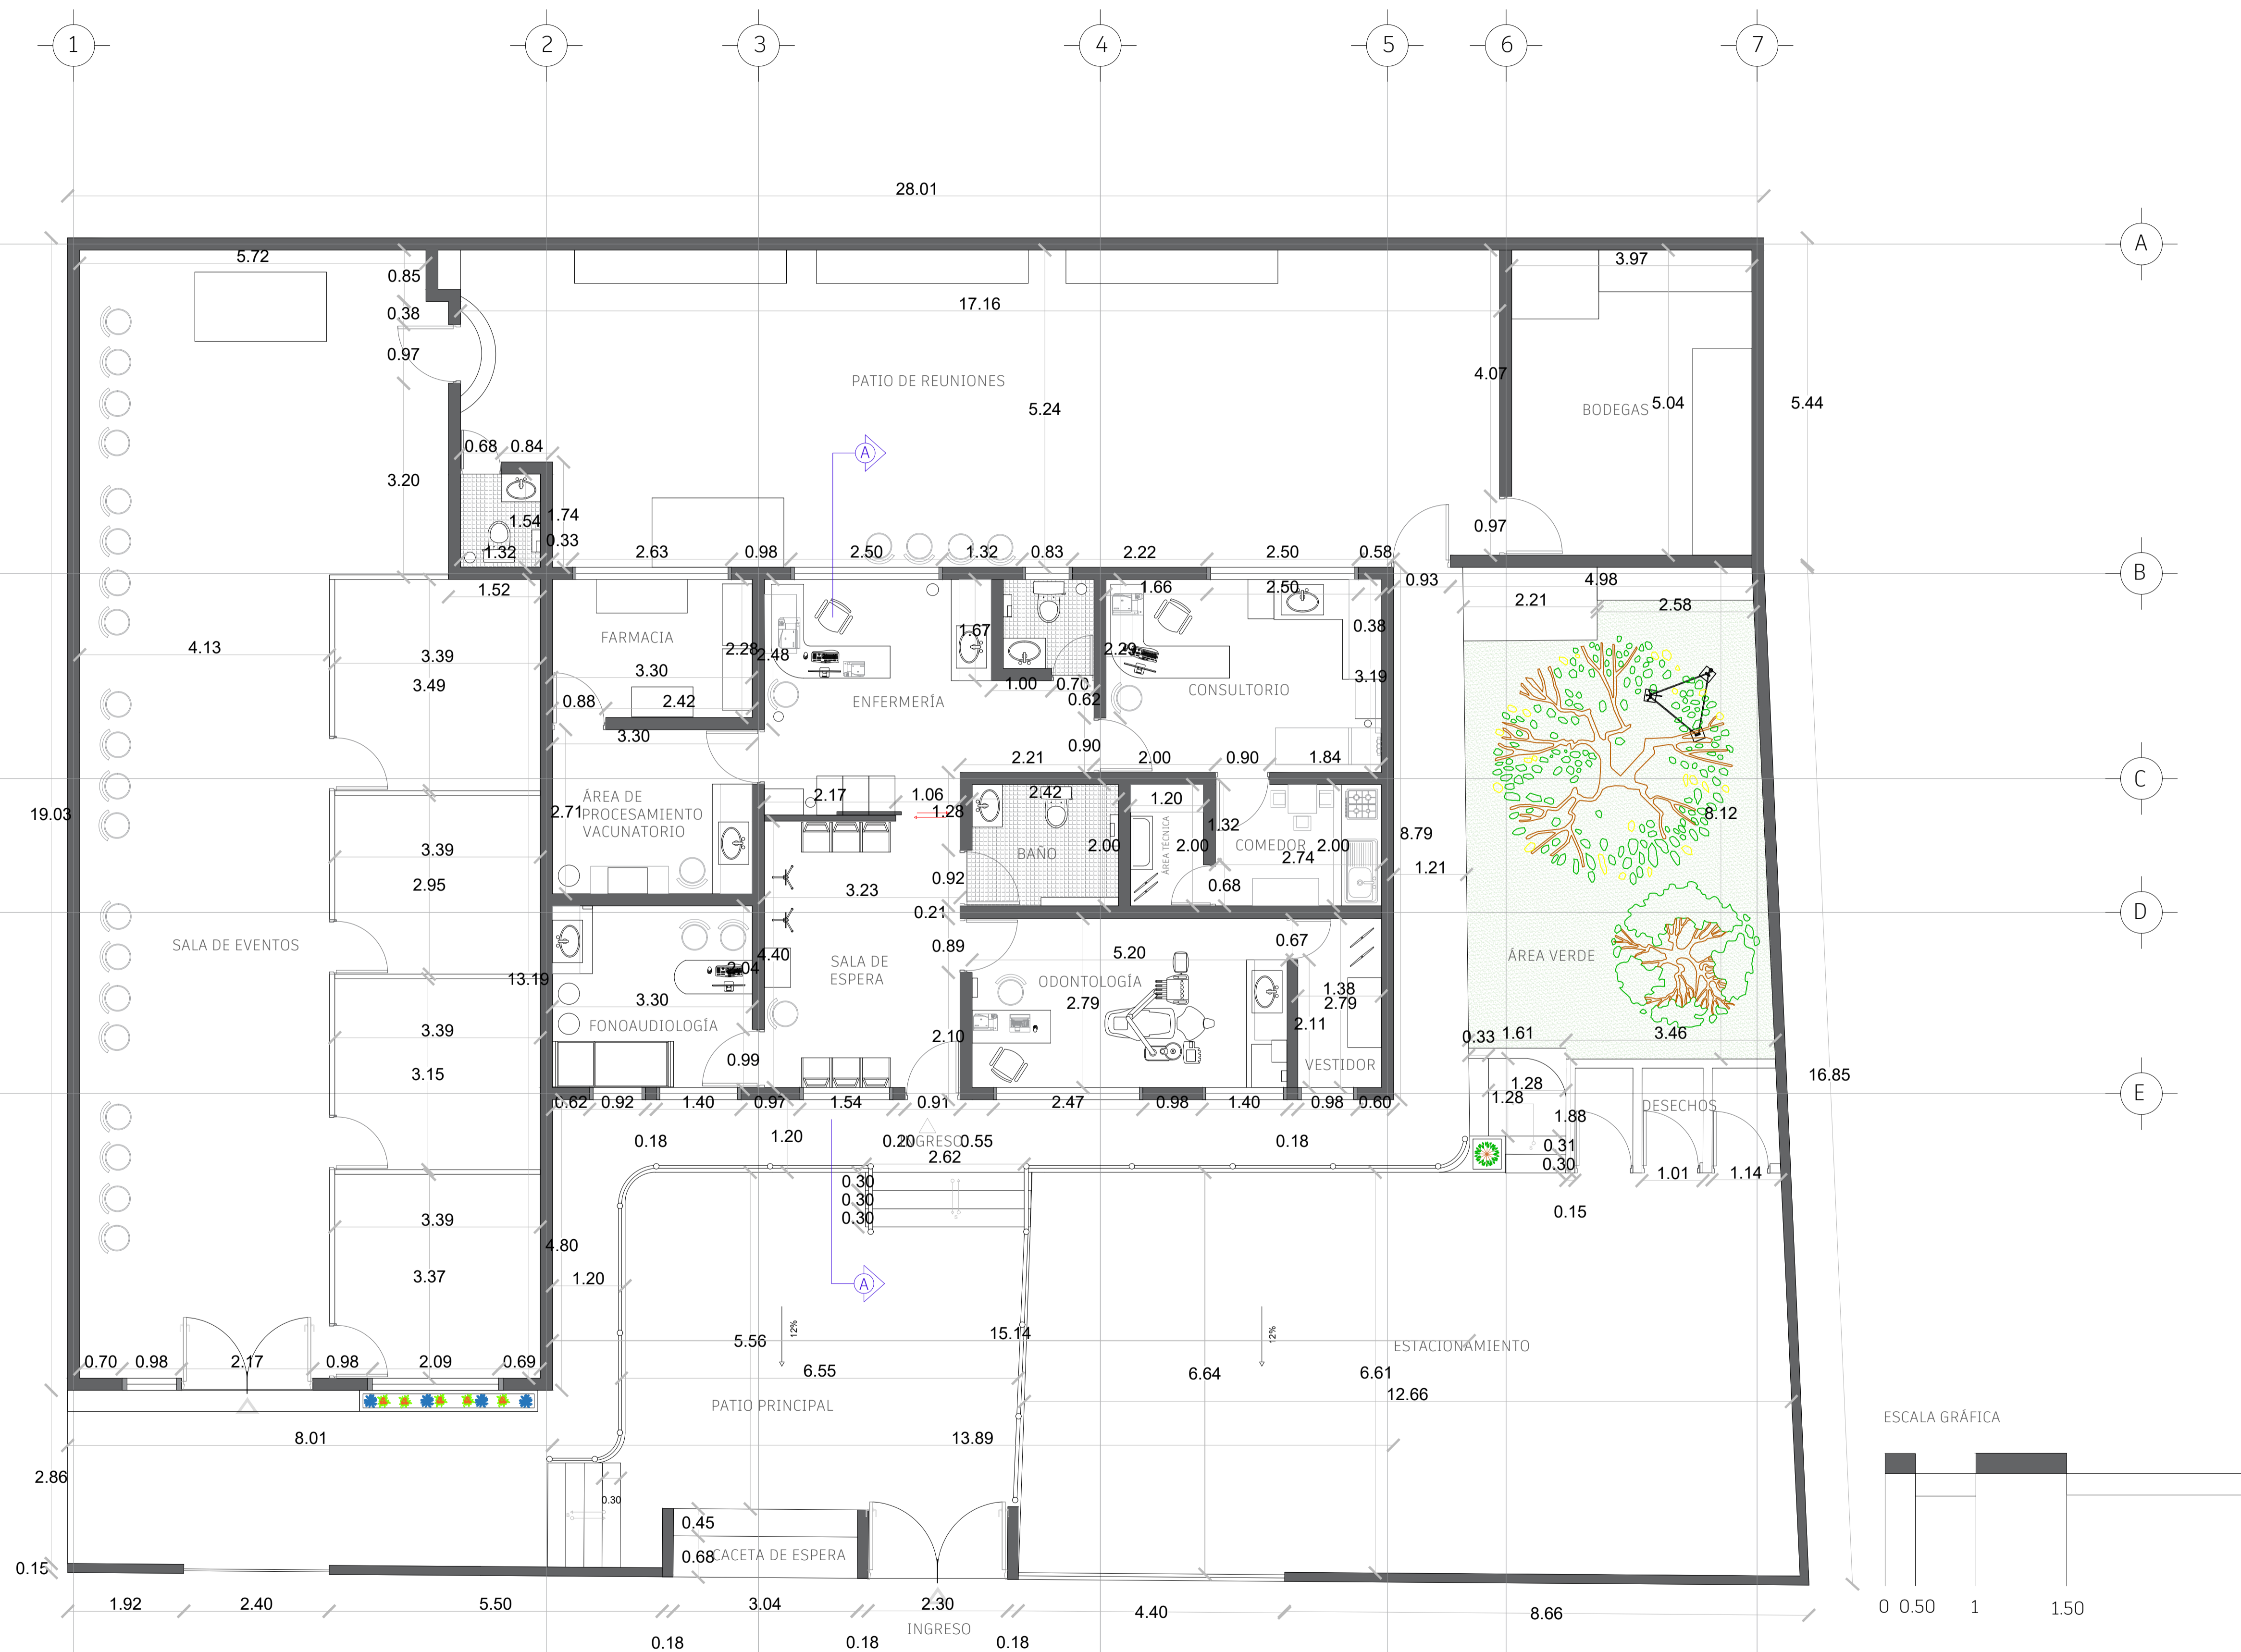 1 2 3 4 5 6 7
28.01
A
5.72
3.97
0.85
17.16
0.38
0.97
4.07
PATIO DE REUNIONES
5.24
BODEGAS 5.04
5.44
0.68 0.84
A
3.20
1.54 1.74
0.97
0.33
1.32 2.63 0.98 2.50 1.32 0.83 2.22 2.50 0.58
B
0.93 4.98
1.52 1.66 2.50
2.21 2.58
FARMACIA
1.67
0.38
4.13 3.39 2.28 2.48 2.29
3.30
3.19
3.49
1.00 0.70
CONSULTORIO
0.88 2.42
ENFERMERÍA
0.62
3.30
0.90
2.21 2.00 0.90 1.84
C
ÁREA DE
PROCESAMIENTO
VACUNATORIO
2.71
2.17 1.06
2.42
1.20
1.28
19.03
8.12
1.32
8.79
3.39
BAÑO
2.00
ÁREA TÉCNICA
2.00
COMEDOR
2.00
2.74
2.95
1.21
0.92
0.68
3.23
0.21
D
SALA DE EVENTOS
0.89
0.67
4.40
5.20
ÁREA VERDE
SALA DE
ESPERA
2.04
13.19
ODONTOLOGÍA
1.38
3.30
2.79
2.79
3.39
FONOAUDIOLOGÍA
2.11
2.10
0.33 1.61 3.46
0.99
VESTIDOR
3.15
16.85
1.28
E
1.28
0.62 0.92 1.40 0.97 1.54 0.91 2.47 0.98 1.40 0.98 0.60
DESECHOS
1.88
0.18 1.20 0.20 INGRESO 0.55 0.18
0.31
2.62
0.30
1.01 1.14
0.30
0.30
0.30
0.15
3.39
4.80
3.37
1.20
A
12%
12%
5.56
15.14
ESTACIONAMIENTO
0.70 0.98 2.17 0.98 2.09 0.69
6.55
6.64
6.61
12.66
PATIO PRINCIPAL
ESCALA GRÁFICA
8.01 13.89
2.86
0.30
0.45
0.68
CACETA DE ESPERA
0.15
1.92 2.40 5.50 3.04 2.30 4.40 8.66
0 0.50 1 1.50
INGRESO
0.18 0.18 0.18